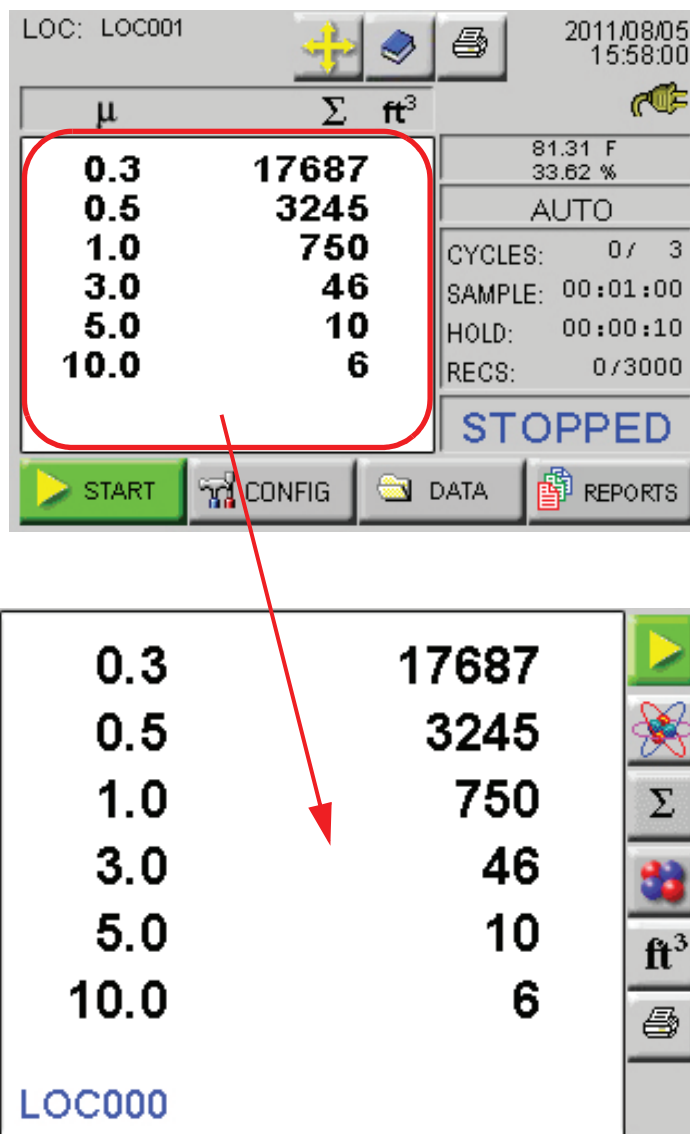 LOC: LOC001
2011/08/05
15:58:00
μ Σ ft³
0.3 17687
0.5 3245
1.0 750
3.0 46
5.0 10
10.0 6
81.31 F
33.62 %
AUTO
CYCLES: 0/ 3
SAMPLE: 00:01:00
HOLD: 00:00:10
RECS: 0/3000
STOPPED
START CONFIG DATA REPORTS
0.3 17687
0.5 3245
1.0 750
3.0 46
5.0 10
10.0 6
Σ
ft³
LOC000